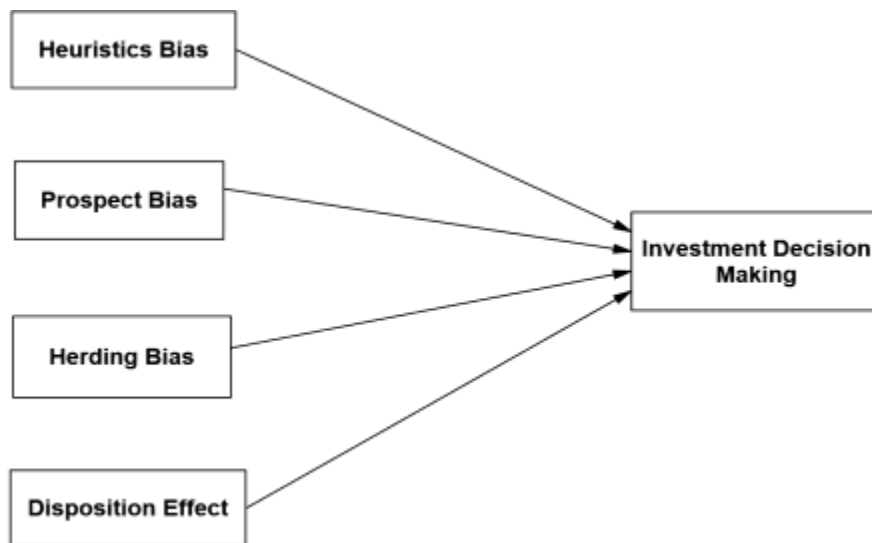 Heuristics Bias
Prospect Bias
Herding Bias
Disposition Effect
Investment Decision
Making